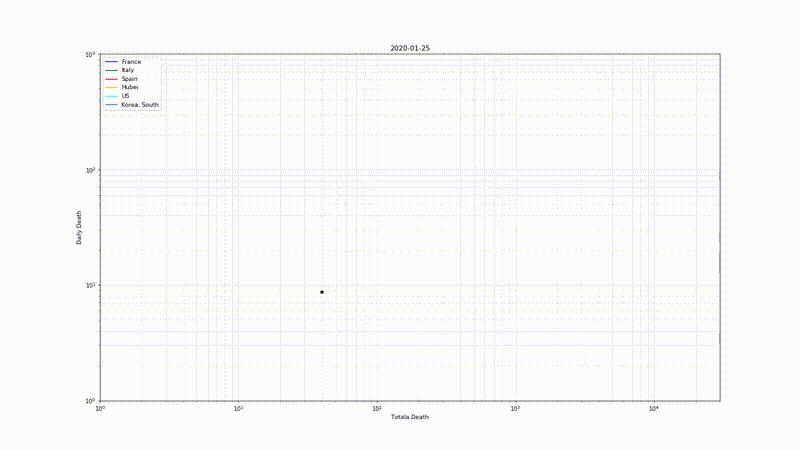 2020-01-25
10³
France
Italy
Spain
Hubei
US
Korea, South
10²
Daily Death
10¹
10⁰
10⁰ 10¹ 10² 10³ 10⁴
Totala Death